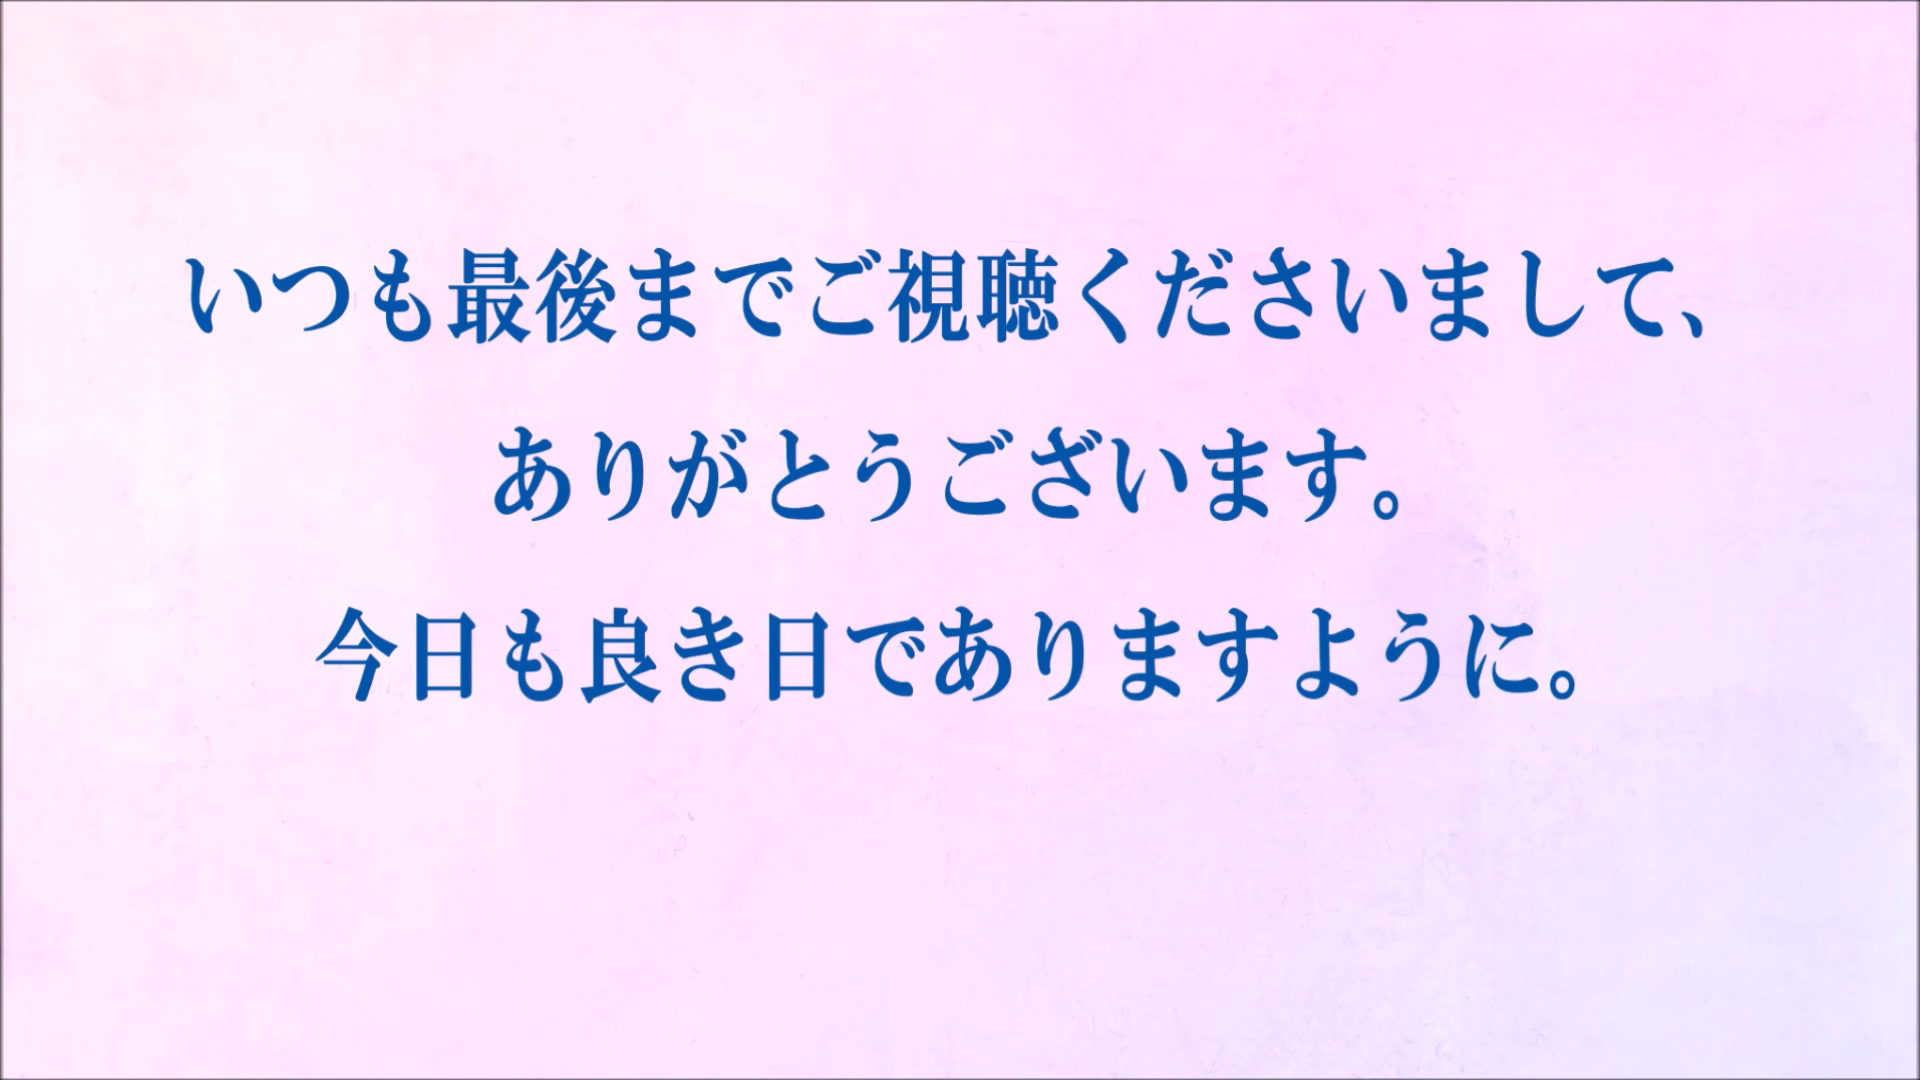 いつも最後までご視聴くださいまして、
ありがとうございます。
今日も良き日でありますように。